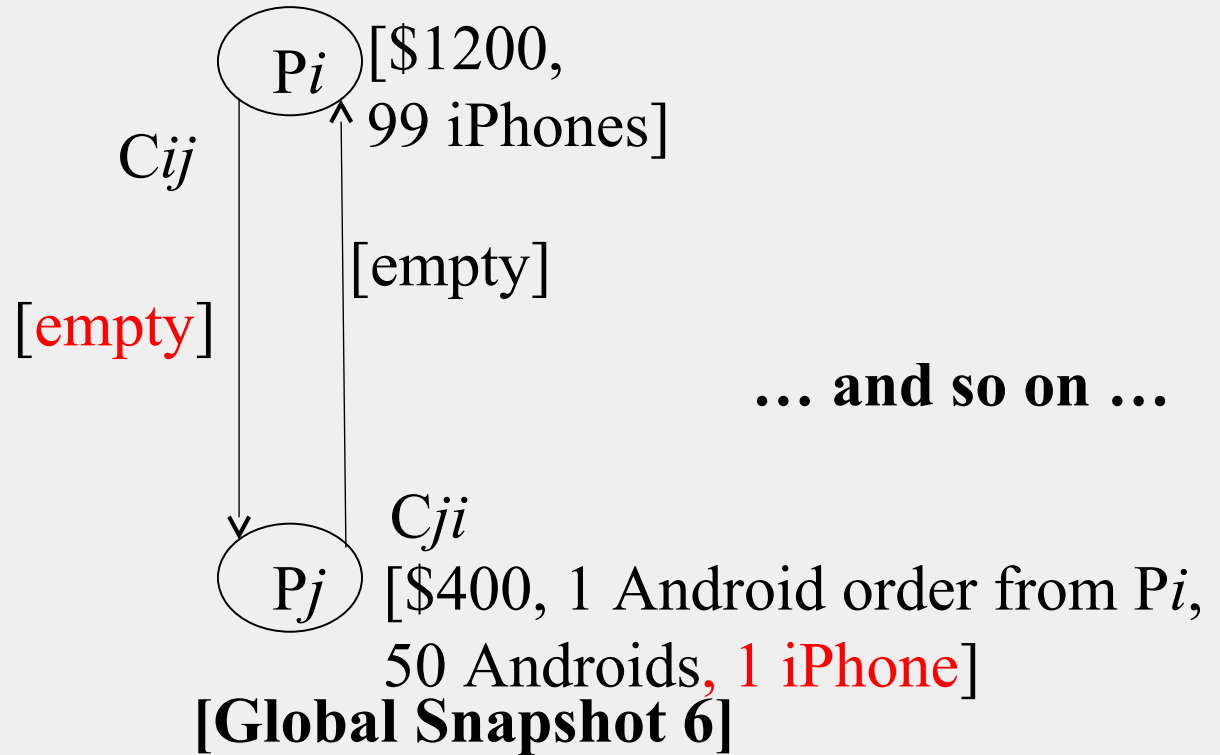 Pi
[$1200,
99 iPhones]
Cij
[empty]
[empty]
… and so on …
Cji
Pj
[$400, 1 Android order from Pi,
50 Androids, 1 iPhone]
[Global Snapshot 6]